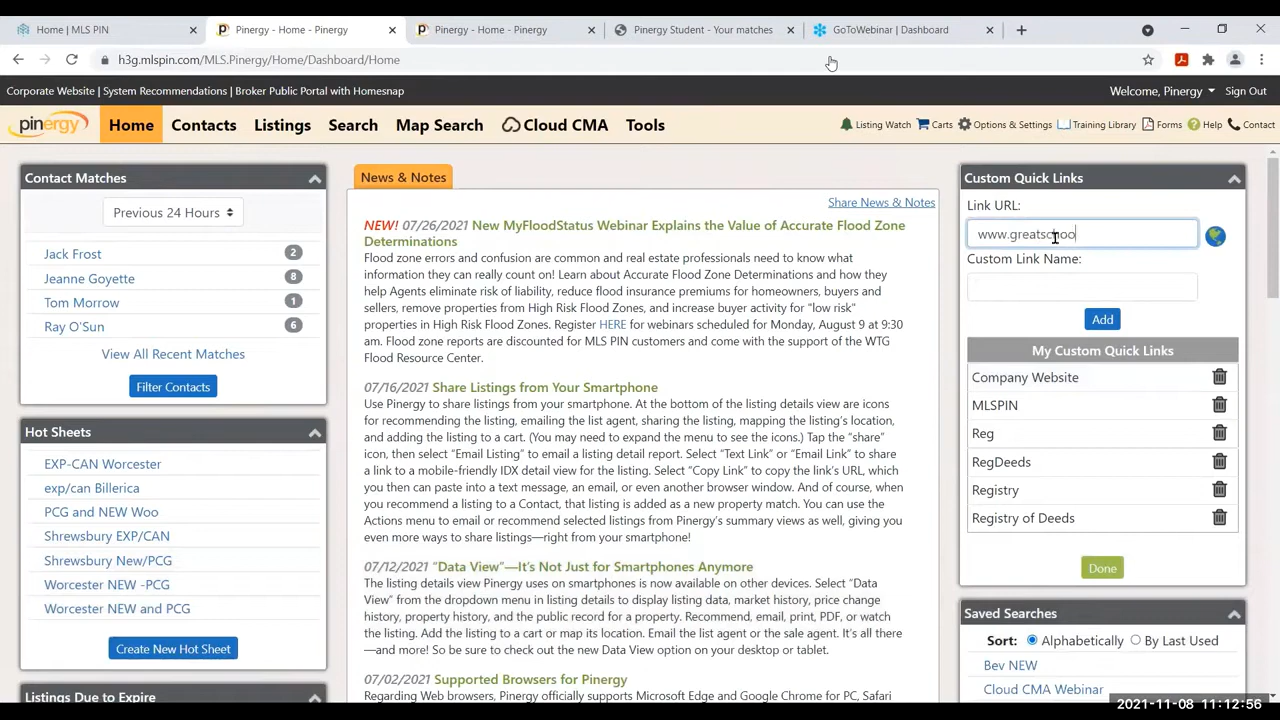 Home | MLS PIN
Pinergy - Home - Pinergy
Pinergy - Home - Pinergy
Pinergy Student - Your matches
GoToWebinar | Dashboard
h3g.mlspin.com/MLS.Pinergy/Home/Dashboard/Home
Corporate Website | System Recommendations | Broker Public Portal with Homesnap
Welcome, Pinergy
Sign Out
pinergy
Home
Contacts
Listings
Search
Map Search
Cloud CMA
Tools
Listing Watch
Carts
Options & Settings
Training Library
Forms
Help
Contact
Contact Matches
Previous 24 Hours
Jack Frost 2
Jeanne Goyette 8
Tom Morrow 1
Ray O'Sun 6
View All Recent Matches
Filter Contacts
Hot Sheets
EXP-CAN Worcester
exp/can Billerica
PCG and NEW Woo
Shrewsbury EXP/CAN
Shrewsbury New/PCG
Worcester NEW -PCG
Worcester NEW and PCG
Create New Hot Sheet
Listings Due to Expire
News & Notes
Share News & Notes
NEW! 07/26/2021 New MyFloodStatus Webinar Explains the Value of Accurate Flood Zone
Determinations
Flood zone errors and confusion are common and real estate professionals need to know what
information they can really count on! Learn about Accurate Flood Zone Determinations and how they
help Agents eliminate risk of liability, reduce flood insurance premiums for homeowners, buyers and
sellers, remove properties from High Risk Flood Zones, and increase buyer activity for "low risk"
properties in High Risk Flood Zones. Register HERE for webinars scheduled for Monday, August 9 at 9:30
am. Flood zone reports are discounted for MLS PIN customers and come with the support of the WTG
Flood Resource Center.
07/16/2021 Share Listings from Your Smartphone
Use Pinergy to share listings from your smartphone. At the bottom of the listing details view are icons
for recommending the listing, emailing the list agent, sharing the listing, mapping the listing's location,
and adding the listing to a cart. (You may need to expand the menu to see the icons.) Tap the "share"
icon, then select "Email Listing" to email a listing detail report. Select "Text Link" or "Email Link" to share
a link to a mobile-friendly IDX detail view for the listing. Select "Copy Link" to copy the link's URL, which
you then can paste into a text message, an email, or even another browser window. And of course, when
you recommend a listing to a Contact, that listing is added as a new property match. You can use the
Actions menu to email or recommend selected listings from Pinergy's summary views as well, giving you
even more ways to share listings—right from your smartphone!
07/12/2021 "Data View"—It's Not Just for Smartphones Anymore
The listing details view Pinergy uses on smartphones is now available on other devices. Select "Data
View" from the dropdown menu in listing details to display listing data, market history, price change
history, property history, and the public record for a property. Recommend, email, print, PDF, or watch
the listing. Add the listing to a cart or map its location. Email the list agent or the sale agent. It's all there
—and more! So be sure to check out the new Data View option on your desktop or tablet.
07/02/2021 Supported Browsers for Pinergy
Regarding Web browsers, Pinergy officially supports Microsoft Edge and Google Chrome for PC, Safari
Custom Quick Links
Link URL:
www.greatschoo
Custom Link Name:
Add
My Custom Quick Links
Company Website
MLSPIN
Reg
RegDeeds
Registry
Registry of Deeds
Done
Saved Searches
Sort: Alphabetically By Last Used
Bev NEW
Cloud CMA Webinar
2021-11-08 11:12:56